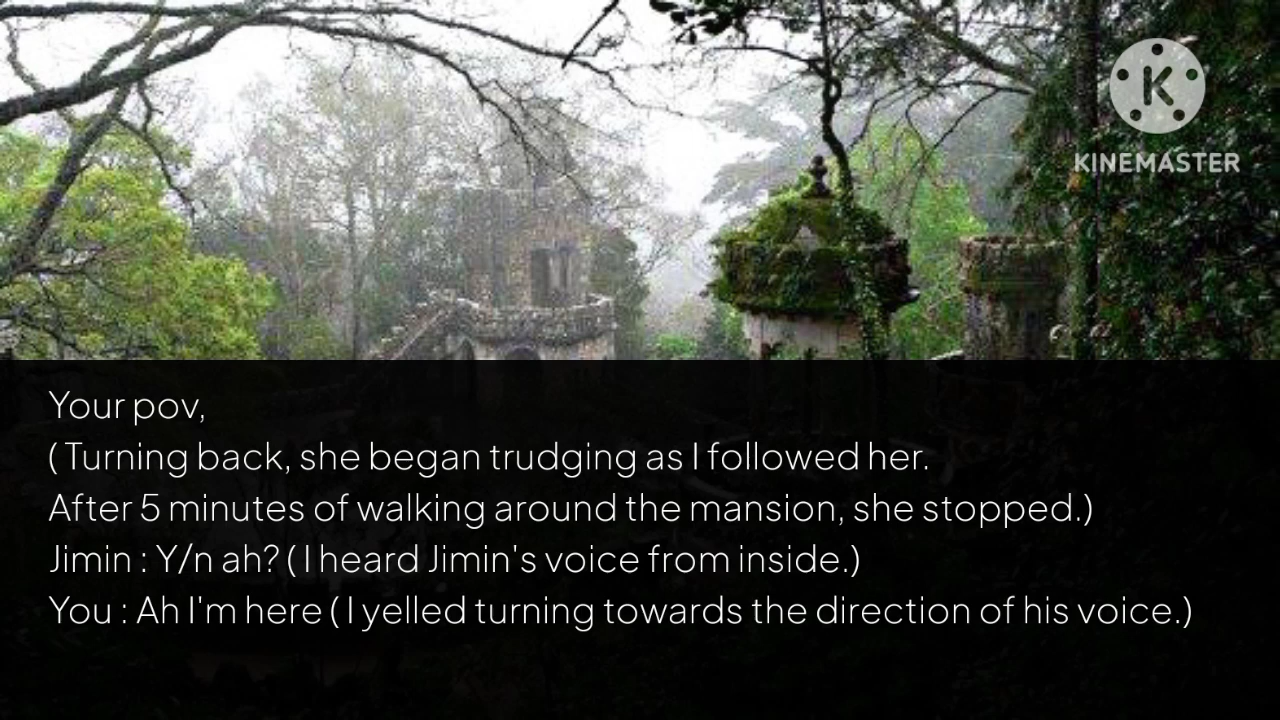 KINEMASTER
Your pov,
( Turning back, she began trudging as I followed her.
After 5 minutes of walking around the mansion, she stopped.)
Jimin : Y/n ah? ( I heard Jimin's voice from inside.)
You : Ah I'm here ( I yelled turning towards the direction of his voice.)